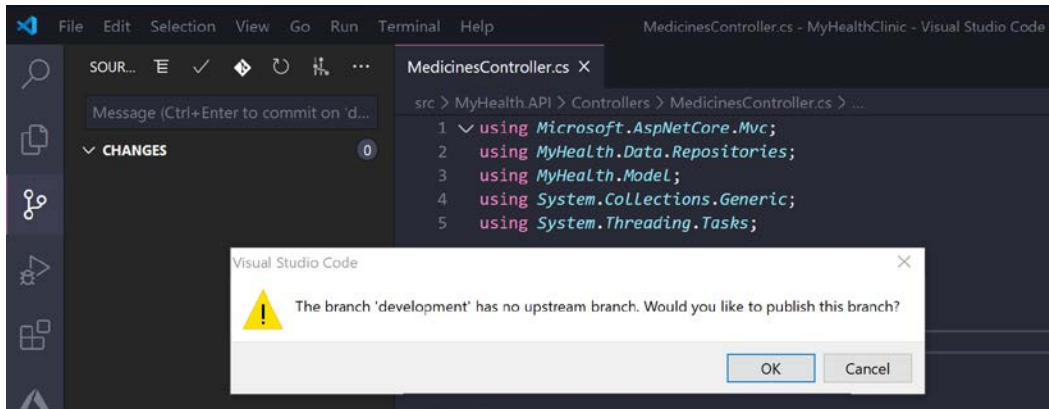 File Edit Selection View Go Run Terminal Help MedicinesController.cs - MyHealthClinic - Visual Studio Code
SOUR...
MedicinesController.cs
src > MyHealth.API > Controllers > MedicinesController.cs > ...
Message (Ctrl+Enter to commit on 'd...
CHANGES 0
1 using Microsoft.AspNetCore.Mvc;
2 using MyHealth.Data.Repositories;
3 using MyHealth.Model;
4 using System.Collections.Generic;
5 using System.Threading.Tasks;
Visual Studio Code
The branch 'development' has no upstream branch. Would you like to publish this branch?
OK Cancel